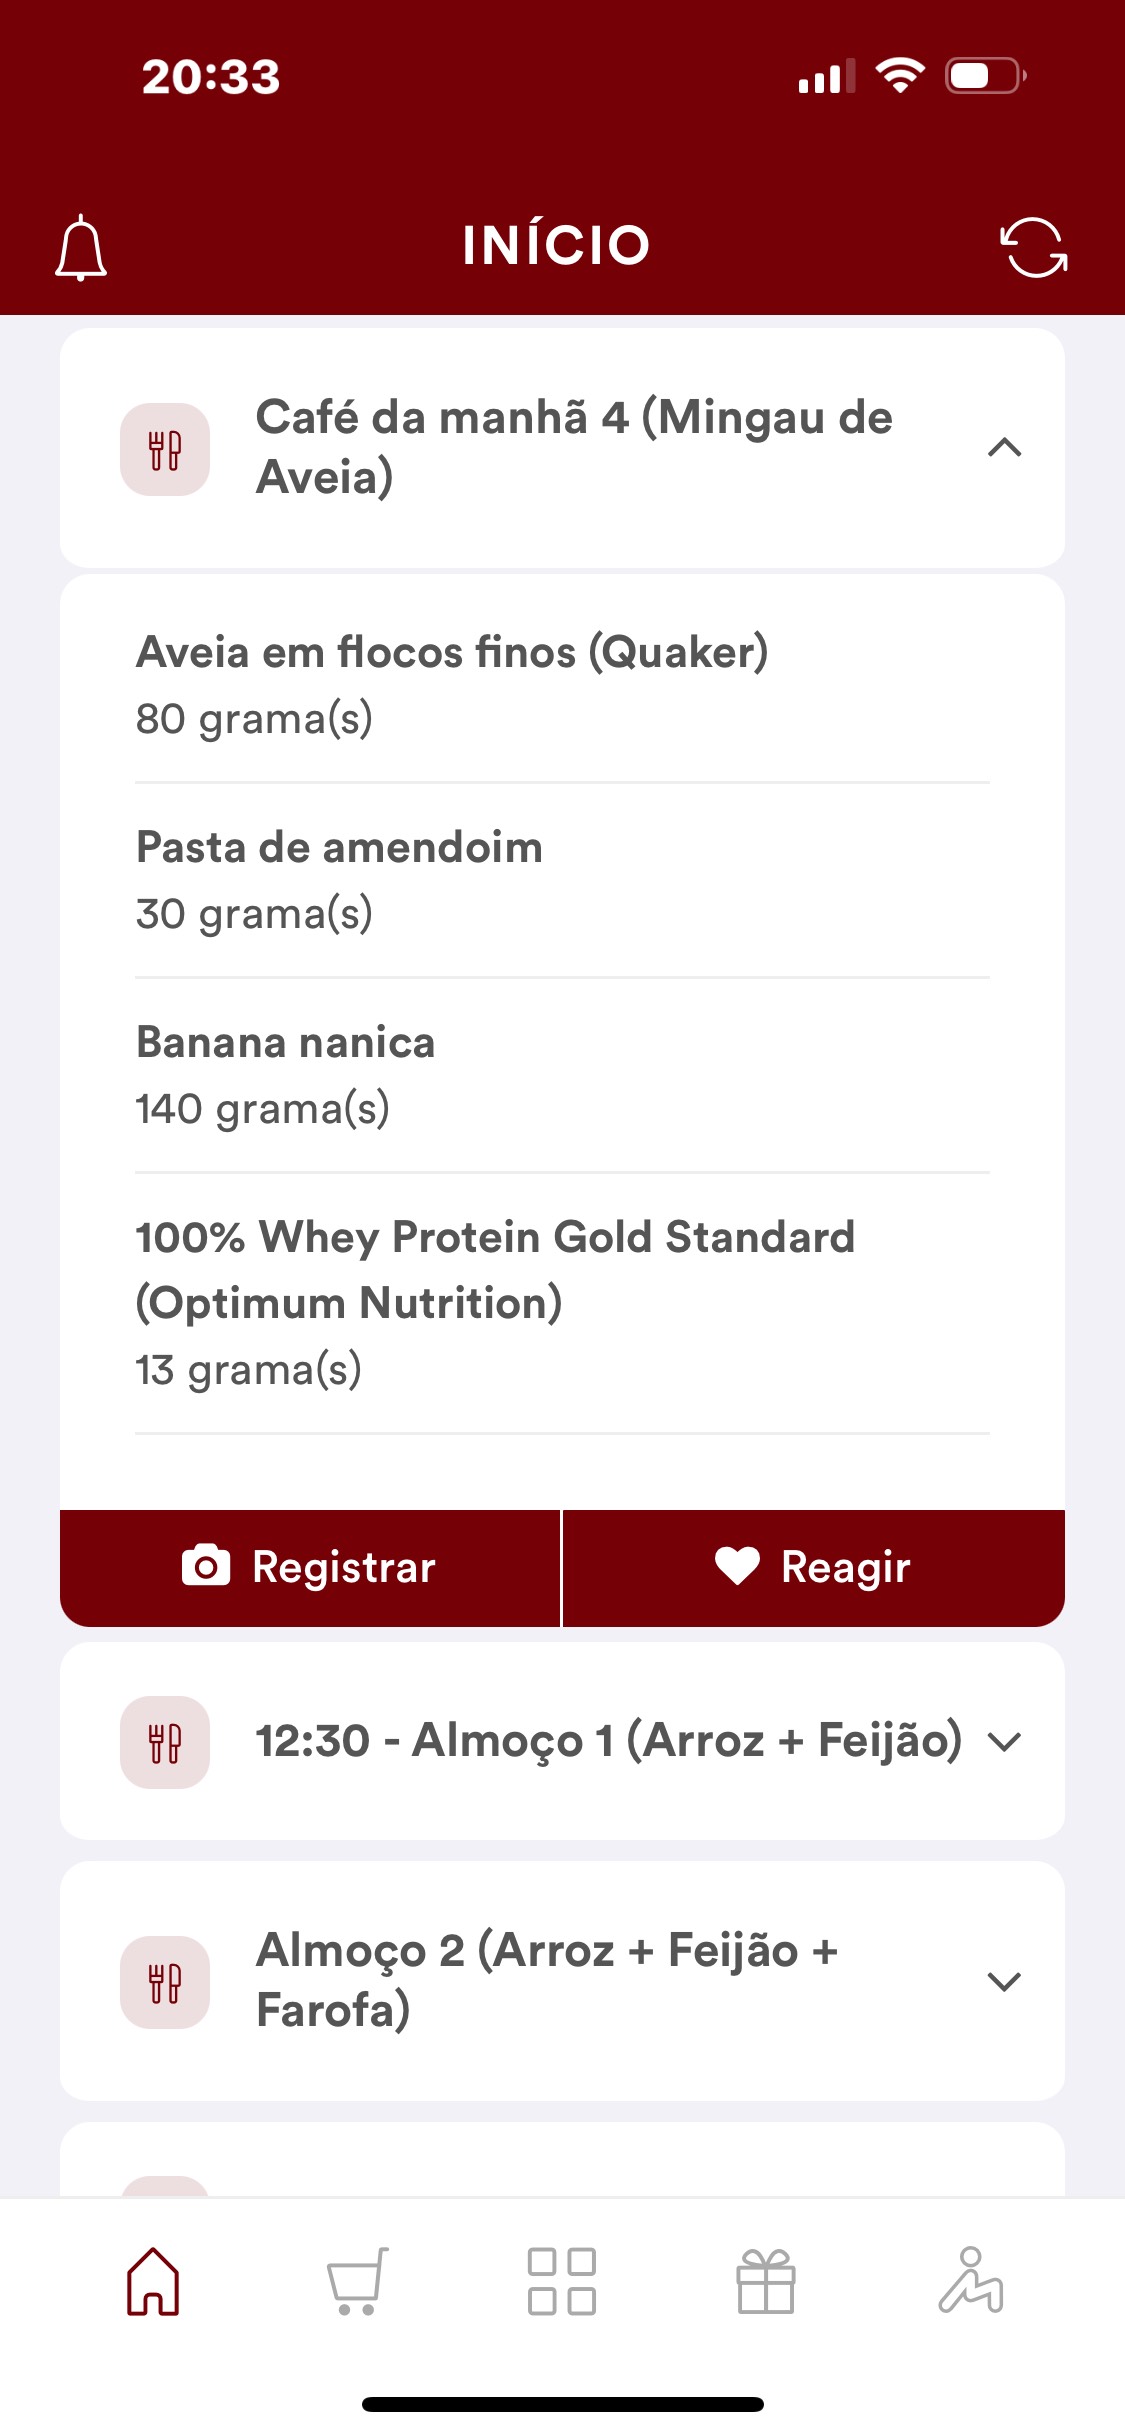 20:33
INÍCIO
Café da manhã 4 (Mingau de
Aveia)
Aveia em flocos finos (Quaker)
80 grama(s)
Pasta de amendoim
30 grama(s)
Banana nanica
140 grama(s)
100% Whey Protein Gold Standard
(Optimum Nutrition)
13 grama(s)
Registrar
Reagir
12:30 - Almoço 1 (Arroz + Feijão)
Almoço 2 (Arroz + Feijão +
Farofa)